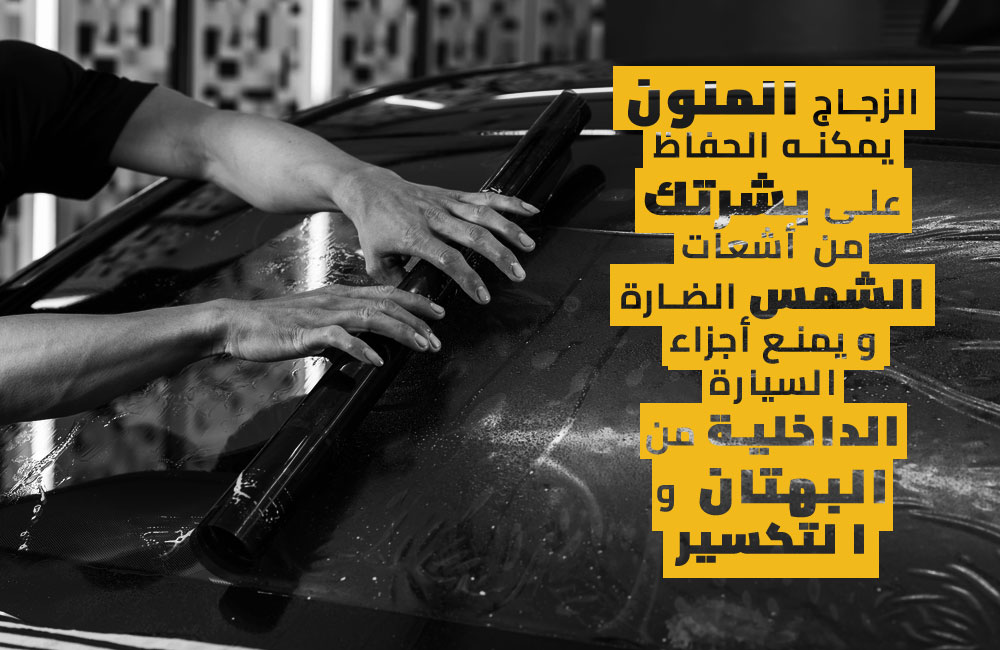 الزجاج الملون
يمكنه الحفاظ
على بشرتك
من أشعات
الشمس الضارة
و يمنع أجزاء
السيارة
الداخلية من
البهتان و
التكسير